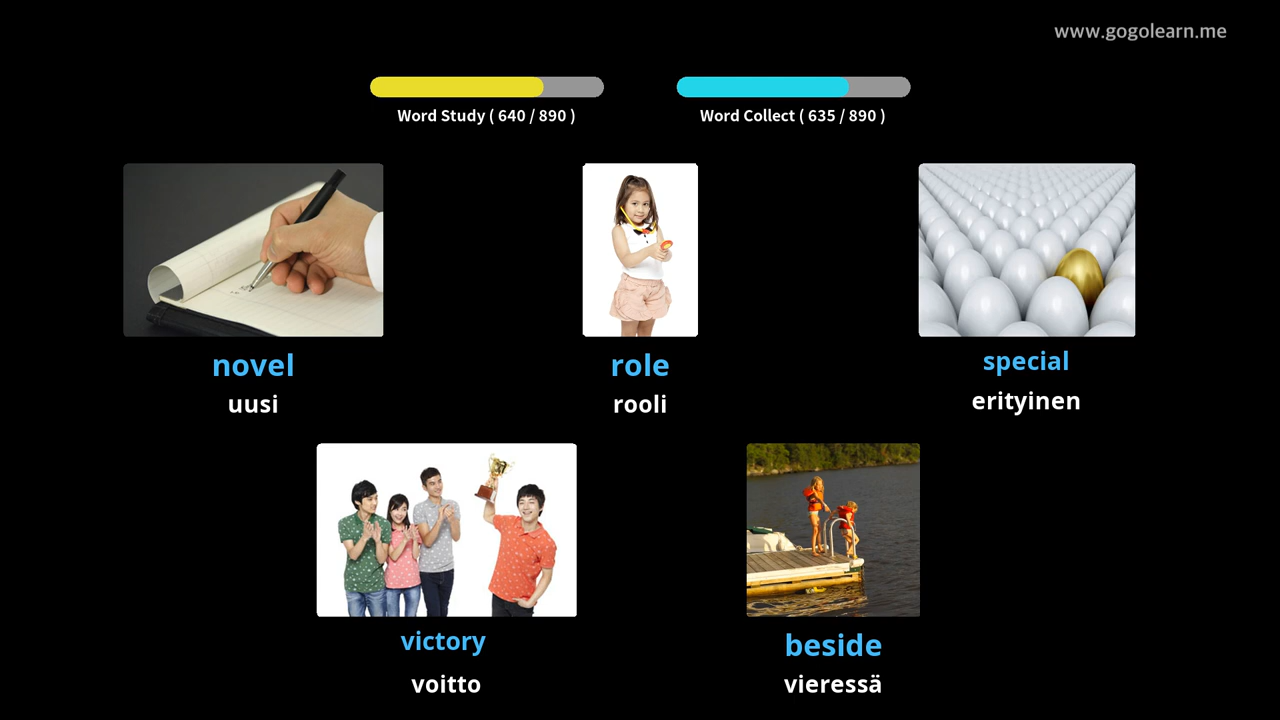 www.gogolearn.me
Word Study ( 640 / 890 )
Word Collect ( 635 / 890 )
novel
uusi
role
rooli
special
erityinen
victory
voitto
beside
vieressä